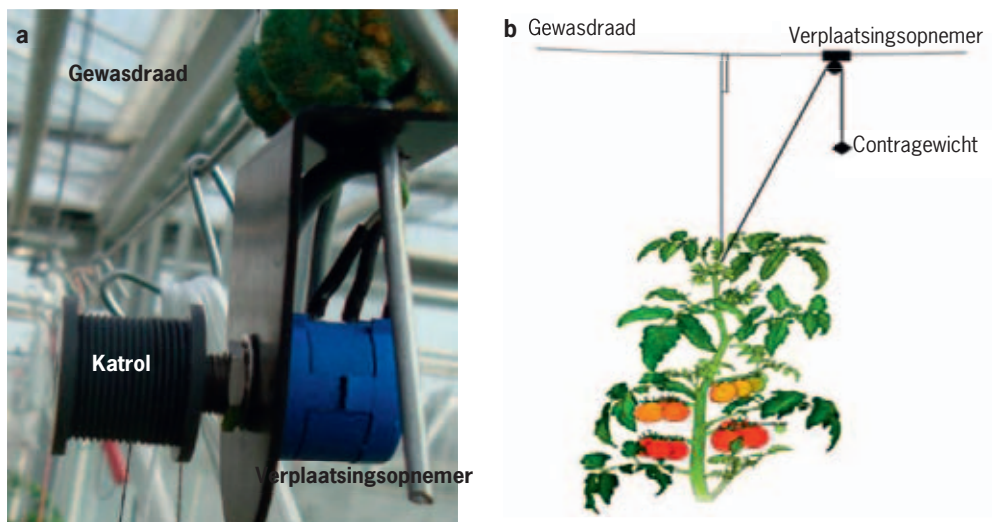 a
Gewasdraad
Katrol
Verplaatsingsopnemer
b Gewasdraad
Verplaatsingsopnemer
Contragewicht